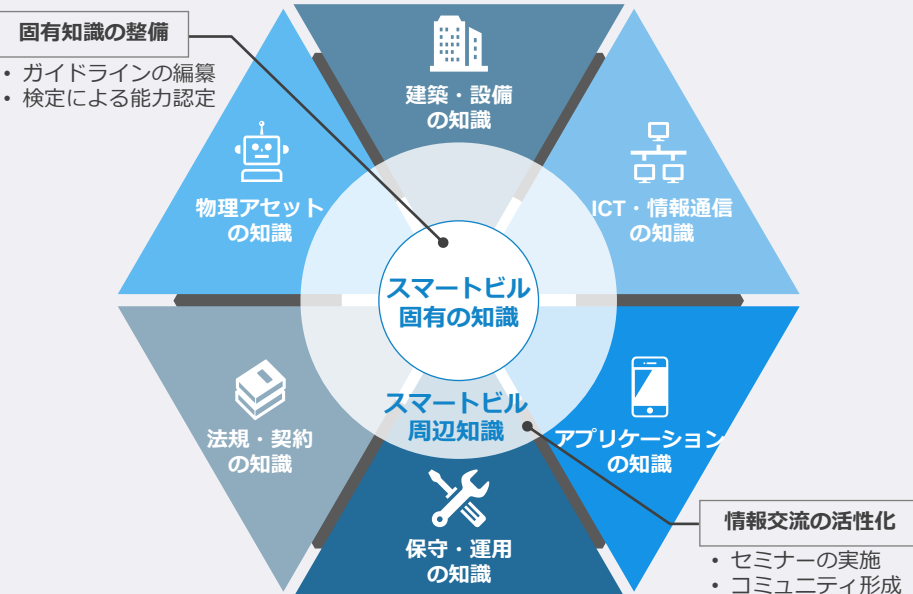 固有知識の整備
• ガイドラインの編纂
• 検定による能力認定
建築・設備
の知識
物理アセット
の知識
ICT・情報通信
の知識
スマートビル
固有の知識
スマートビル
周辺知識
法規・契約
の知識
アプリケーション
の知識
保守・運用
の知識
情報交流の活性化
• セミナーの実施
• コミュニティ形成